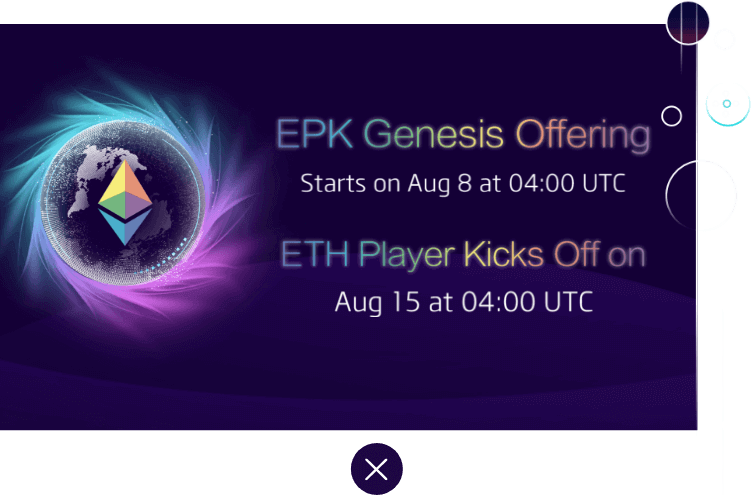 EPK Genesis Offering
Starts on Aug 8 at 04:00 UTC
ETH Player Kicks Off on
Aug 15 at 04:00 UTC